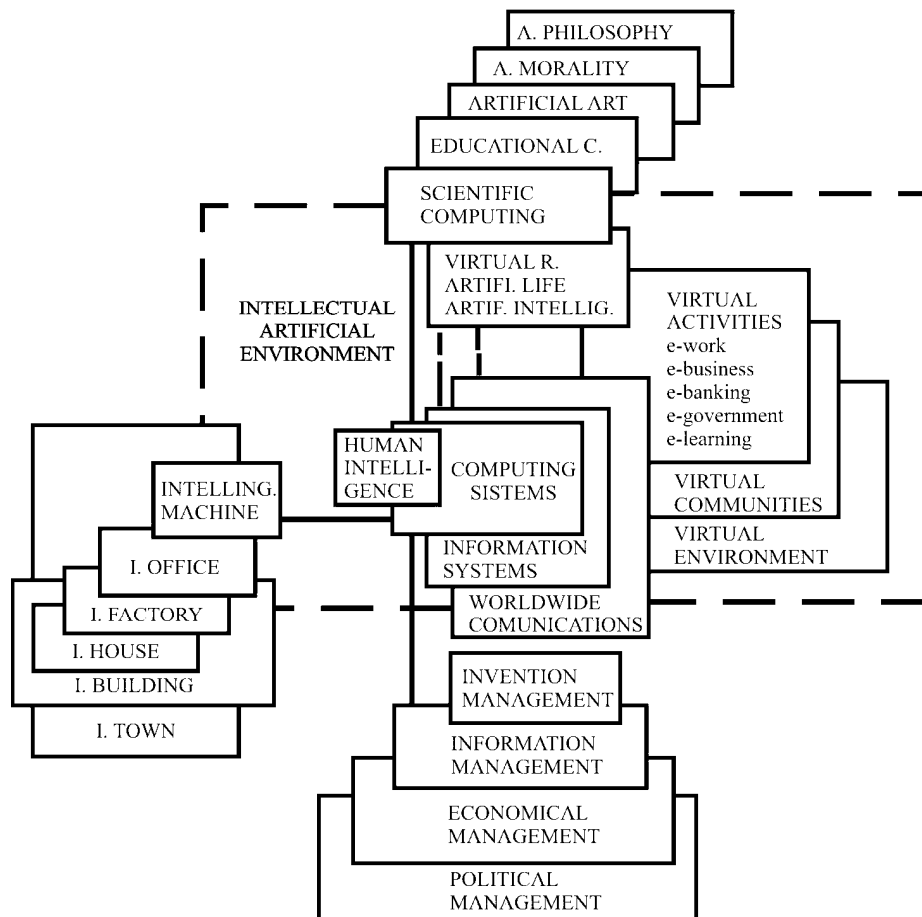 A. PHILOSOPHY
A. MORALITY
ARTIFICIAL ART
EDUCATIONAL C.
SCIENTIFIC
COMPUTING
VIRTUAL R.
ARTIFI. LIFE
ARTIF. INTELLIG.
INTELLECTUAL
ARTIFICIAL
ENVIRONMENT
VIRTUAL
ACTIVITIES
e-work
e-business
e-banking
e-government
e-learning
VIRTUAL
COMMUNITIES
VIRTUAL
ENVIRONMENT
HUMAN
INTELLI-
GENCE
COMPUTING
SISTEMS
INFORMATION
SYSTEMS
WORLDWIDE
COMUNICATIONS
INTELLING.
MACHINE
I. OFFICE
I. FACTORY
I. HOUSE
I. BUILDING
I. TOWN
INVENTION
MANAGEMENT
INFORMATION
MANAGEMENT
ECONOMICAL
MANAGEMENT
POLITICAL
MANAGEMENT